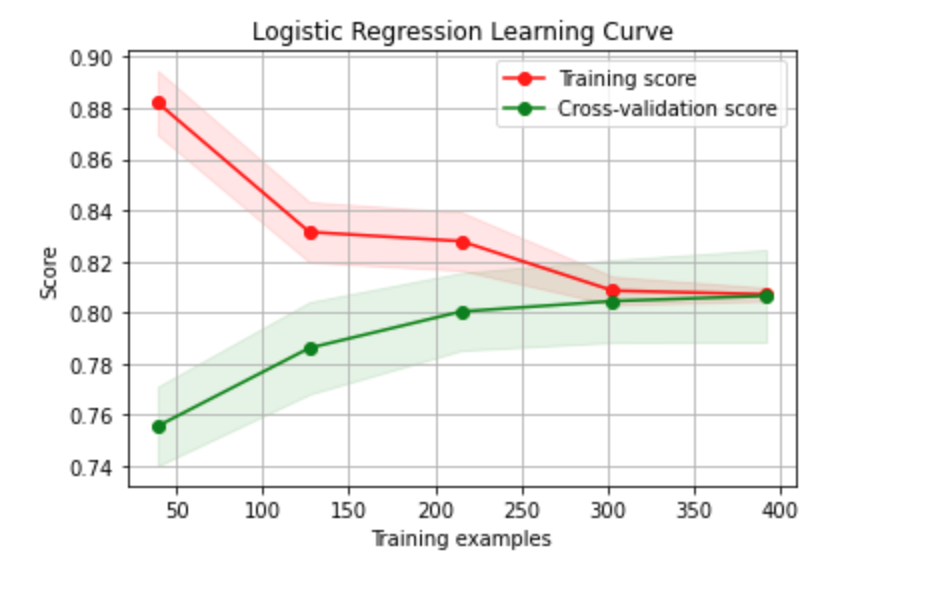 Logistic Regression Learning Curve
Training score
Cross-validation score
0.90
0.88
0.86
0.84
0.82
0.80
0.78
0.76
0.74
Score
50 100 150 200 250 300 350 400
Training examples